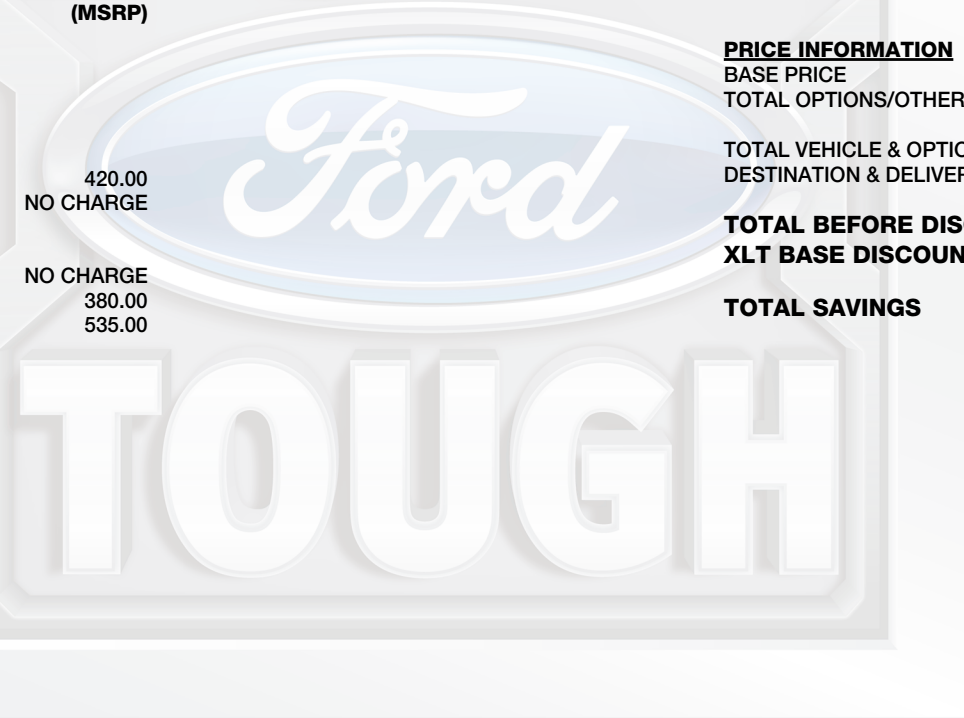 (MSRP)
420.00
NO CHARGE
NO CHARGE
380.00
535.00
PRICE INFORMATION
BASE PRICE
TOTAL OPTIONS/OTHER
TOTAL VEHICLE & OPTIO
DESTINATION & DELIVER
TOTAL BEFORE DIS
XLT BASE DISCOUN
TOTAL SAVINGS
Ford
TOUGH